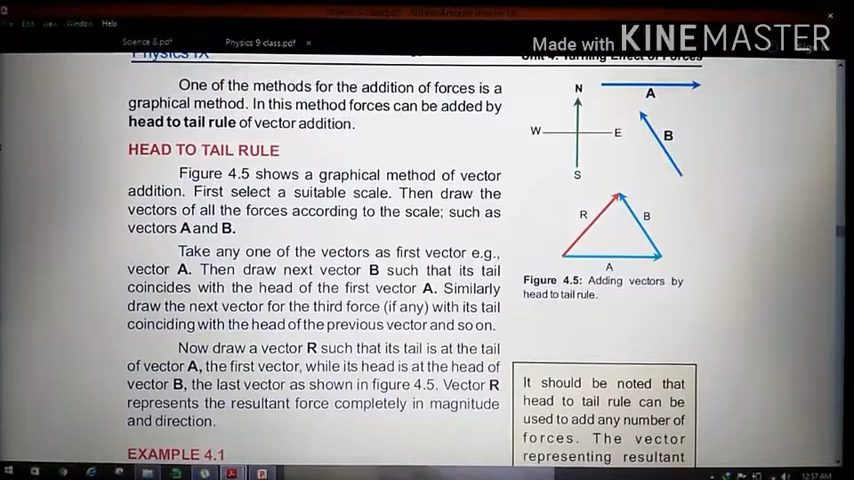 Edit View Window Help
Science 8.pdf Physics 9 class.pdf ×
Made with KINEMASTER
Physics IX
Unit 4: Turning Effect of Forces
One of the methods for the addition of forces is a
graphical method. In this method forces can be added by
head to tail rule of vector addition.
HEAD TO TAIL RULE
Figure 4.5 shows a graphical method of vector
addition. First select a suitable scale. Then draw the
vectors of all the forces according to the scale; such as
vectors A and B.
Take any one of the vectors as first vector e.g.,
vector A. Then draw next vector B such that its tail
coincides with the head of the first vector A. Similarly
draw the next vector for the third force (if any) with its tail
coinciding with the head of the previous vector and so on.
Now draw a vector R such that its tail is at the tail
of vector A, the first vector, while its head is at the head of
vector B, the last vector as shown in figure 4.5. Vector R
represents the resultant force completely in magnitude
and direction.
EXAMPLE 4.1
N
A
W E
B
S
R B
A
Figure 4.5: Adding vectors by
head to tail rule.
It should be noted that
head to tail rule can be
used to add any number of
forces. The vector
representing resultant
12:57 AM